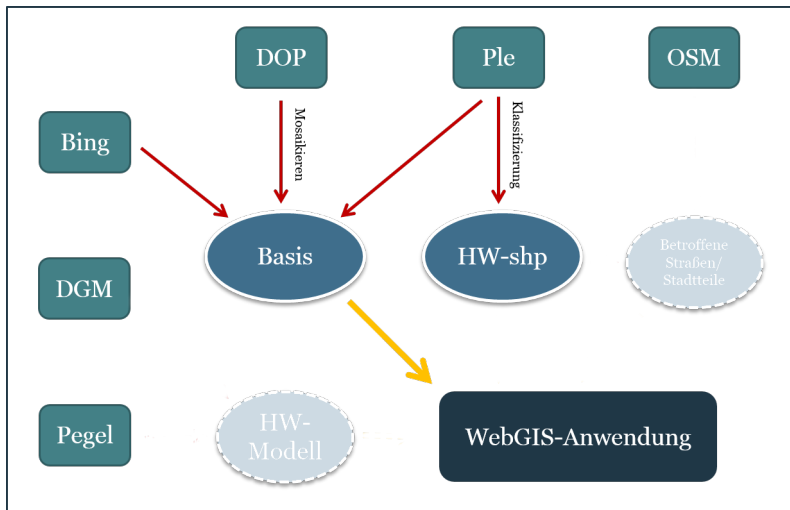 DOP
Ple
OSM
Bing
Mosaikieren
Klassifizierung
Basis
HW-shp
Betroffene
Straßen/
Stadtteile
DGM
Pegel
HW-
Modell
WebGIS-Anwendung